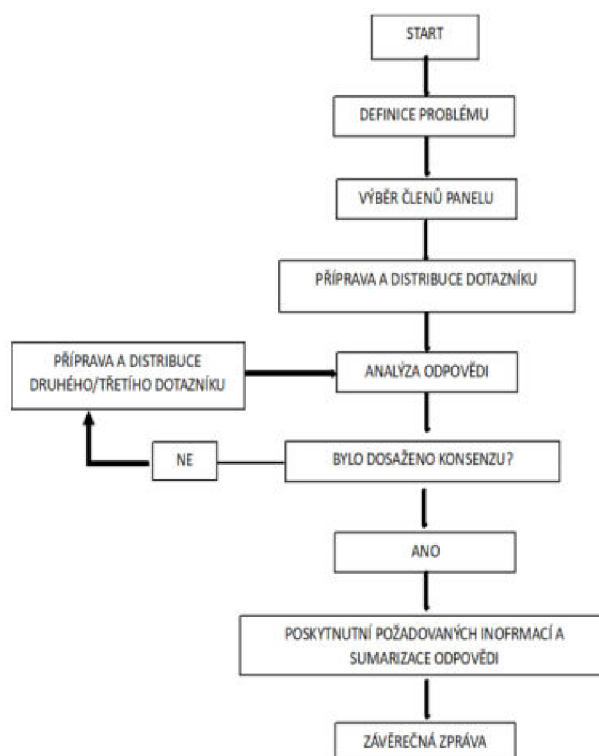 START
DEFINICE PROBLÉMU
VÝBĚR ČLENŮ PANELU
PŘÍPRAVA A DISTRIBUCE DOTAZNÍKU
PŘÍPRAVA A DISTRIBUCE
DRUHÉHO/TŘETÍHO DOTAZNÍKU
ANALÝZA ODPOVĚDI
NE
BYLO DOSAŽENO KONSENZU?
ANO
POSKYTNUTNÍ POŽADOVANÝCH INOFRMACÍ A
SUMARIZACE ODPOVĚDI
ZÁVĚREČNÁ ZPRÁVA